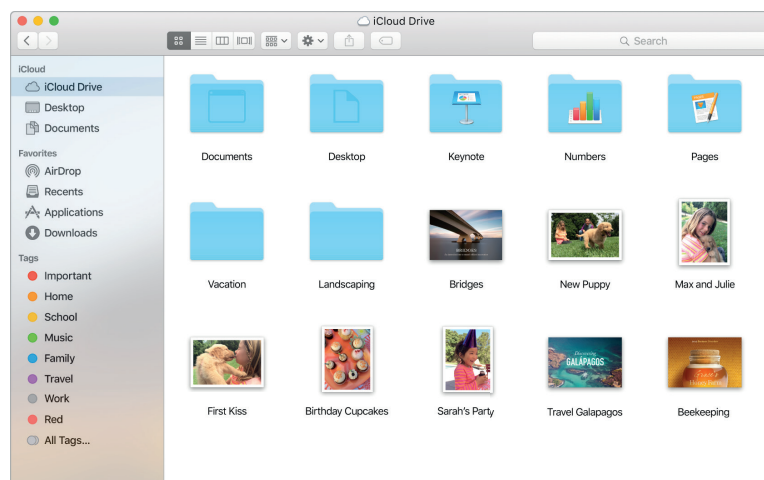 iCloud Drive
Search
iCloud
iCloud Drive
Desktop
Documents
Favorites
AirDrop
Recents
Applications
Downloads
Tags
Important
Home
School
Music
Family
Travel
Work
Red
All Tags...
Documents
Desktop
Keynote
Numbers
Pages
Vacation
Landscaping
Bridges
New Puppy
Max and Julie
Discovering
GALÁPAGOS
First Kiss
Birthday Cupcakes
Sarah's Party
Travel Galapagos
Beekeeping